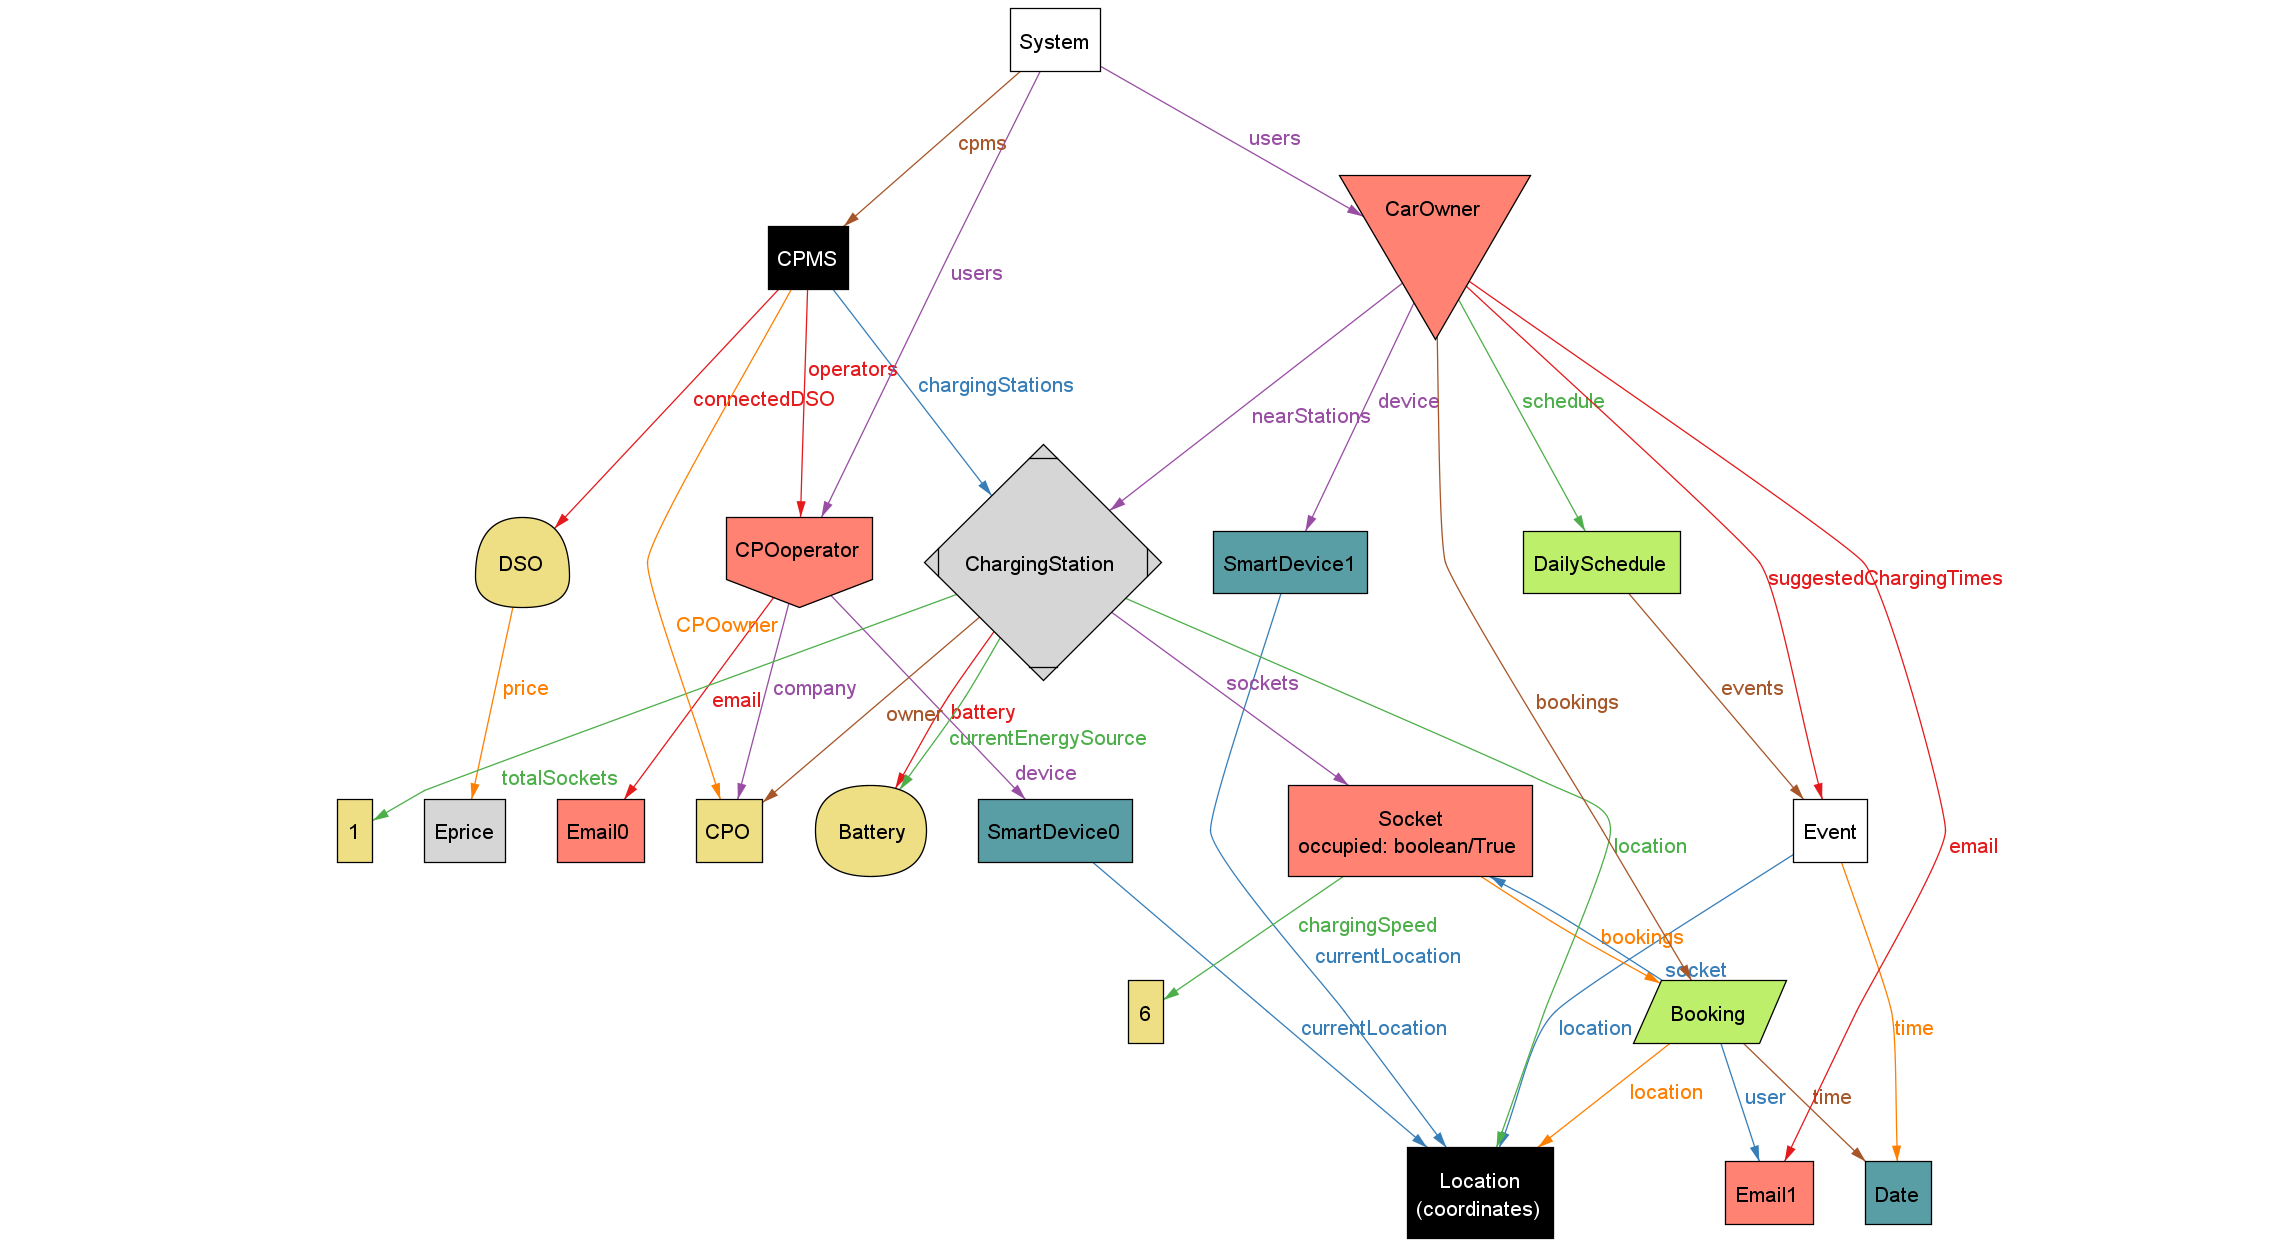 System
users
cpms
CarOwner
CPMS
users
operators
chargingStations
connectedDSO
device
schedule
nearStations
CPOoperator
DSO
ChargingStation
SmartDevice1
DailySchedule
suggestedChargingTimes
CPOowner
sockets
price
company
events
email
bookings
owner
battery
currentEnergySource
totalSockets
device
1
Eprice
Email0
CPO
Battery
SmartDevice0
Socket
occupied: boolean/True
Event
location
email
chargingSpeed
bookings
currentLocation
socket
6
Booking
currentLocation
location
time
location
user
time
Location
(coordinates)
Email1
Date